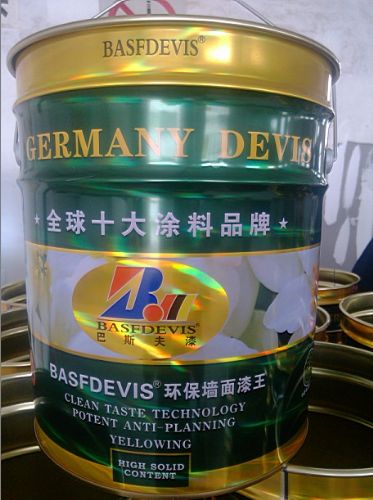 BASFDEVIS®
GERMANY DEVIS
★全球十大涂料品牌★
BASFDEVIS®
巴斯夫漆
BASFDEVIS®环保墙面漆王
CLEAN TASTE TECHNOLOGY
POTENT ANTI-PLANNING
YELLOWING
HIGH SOLID
CONTENT